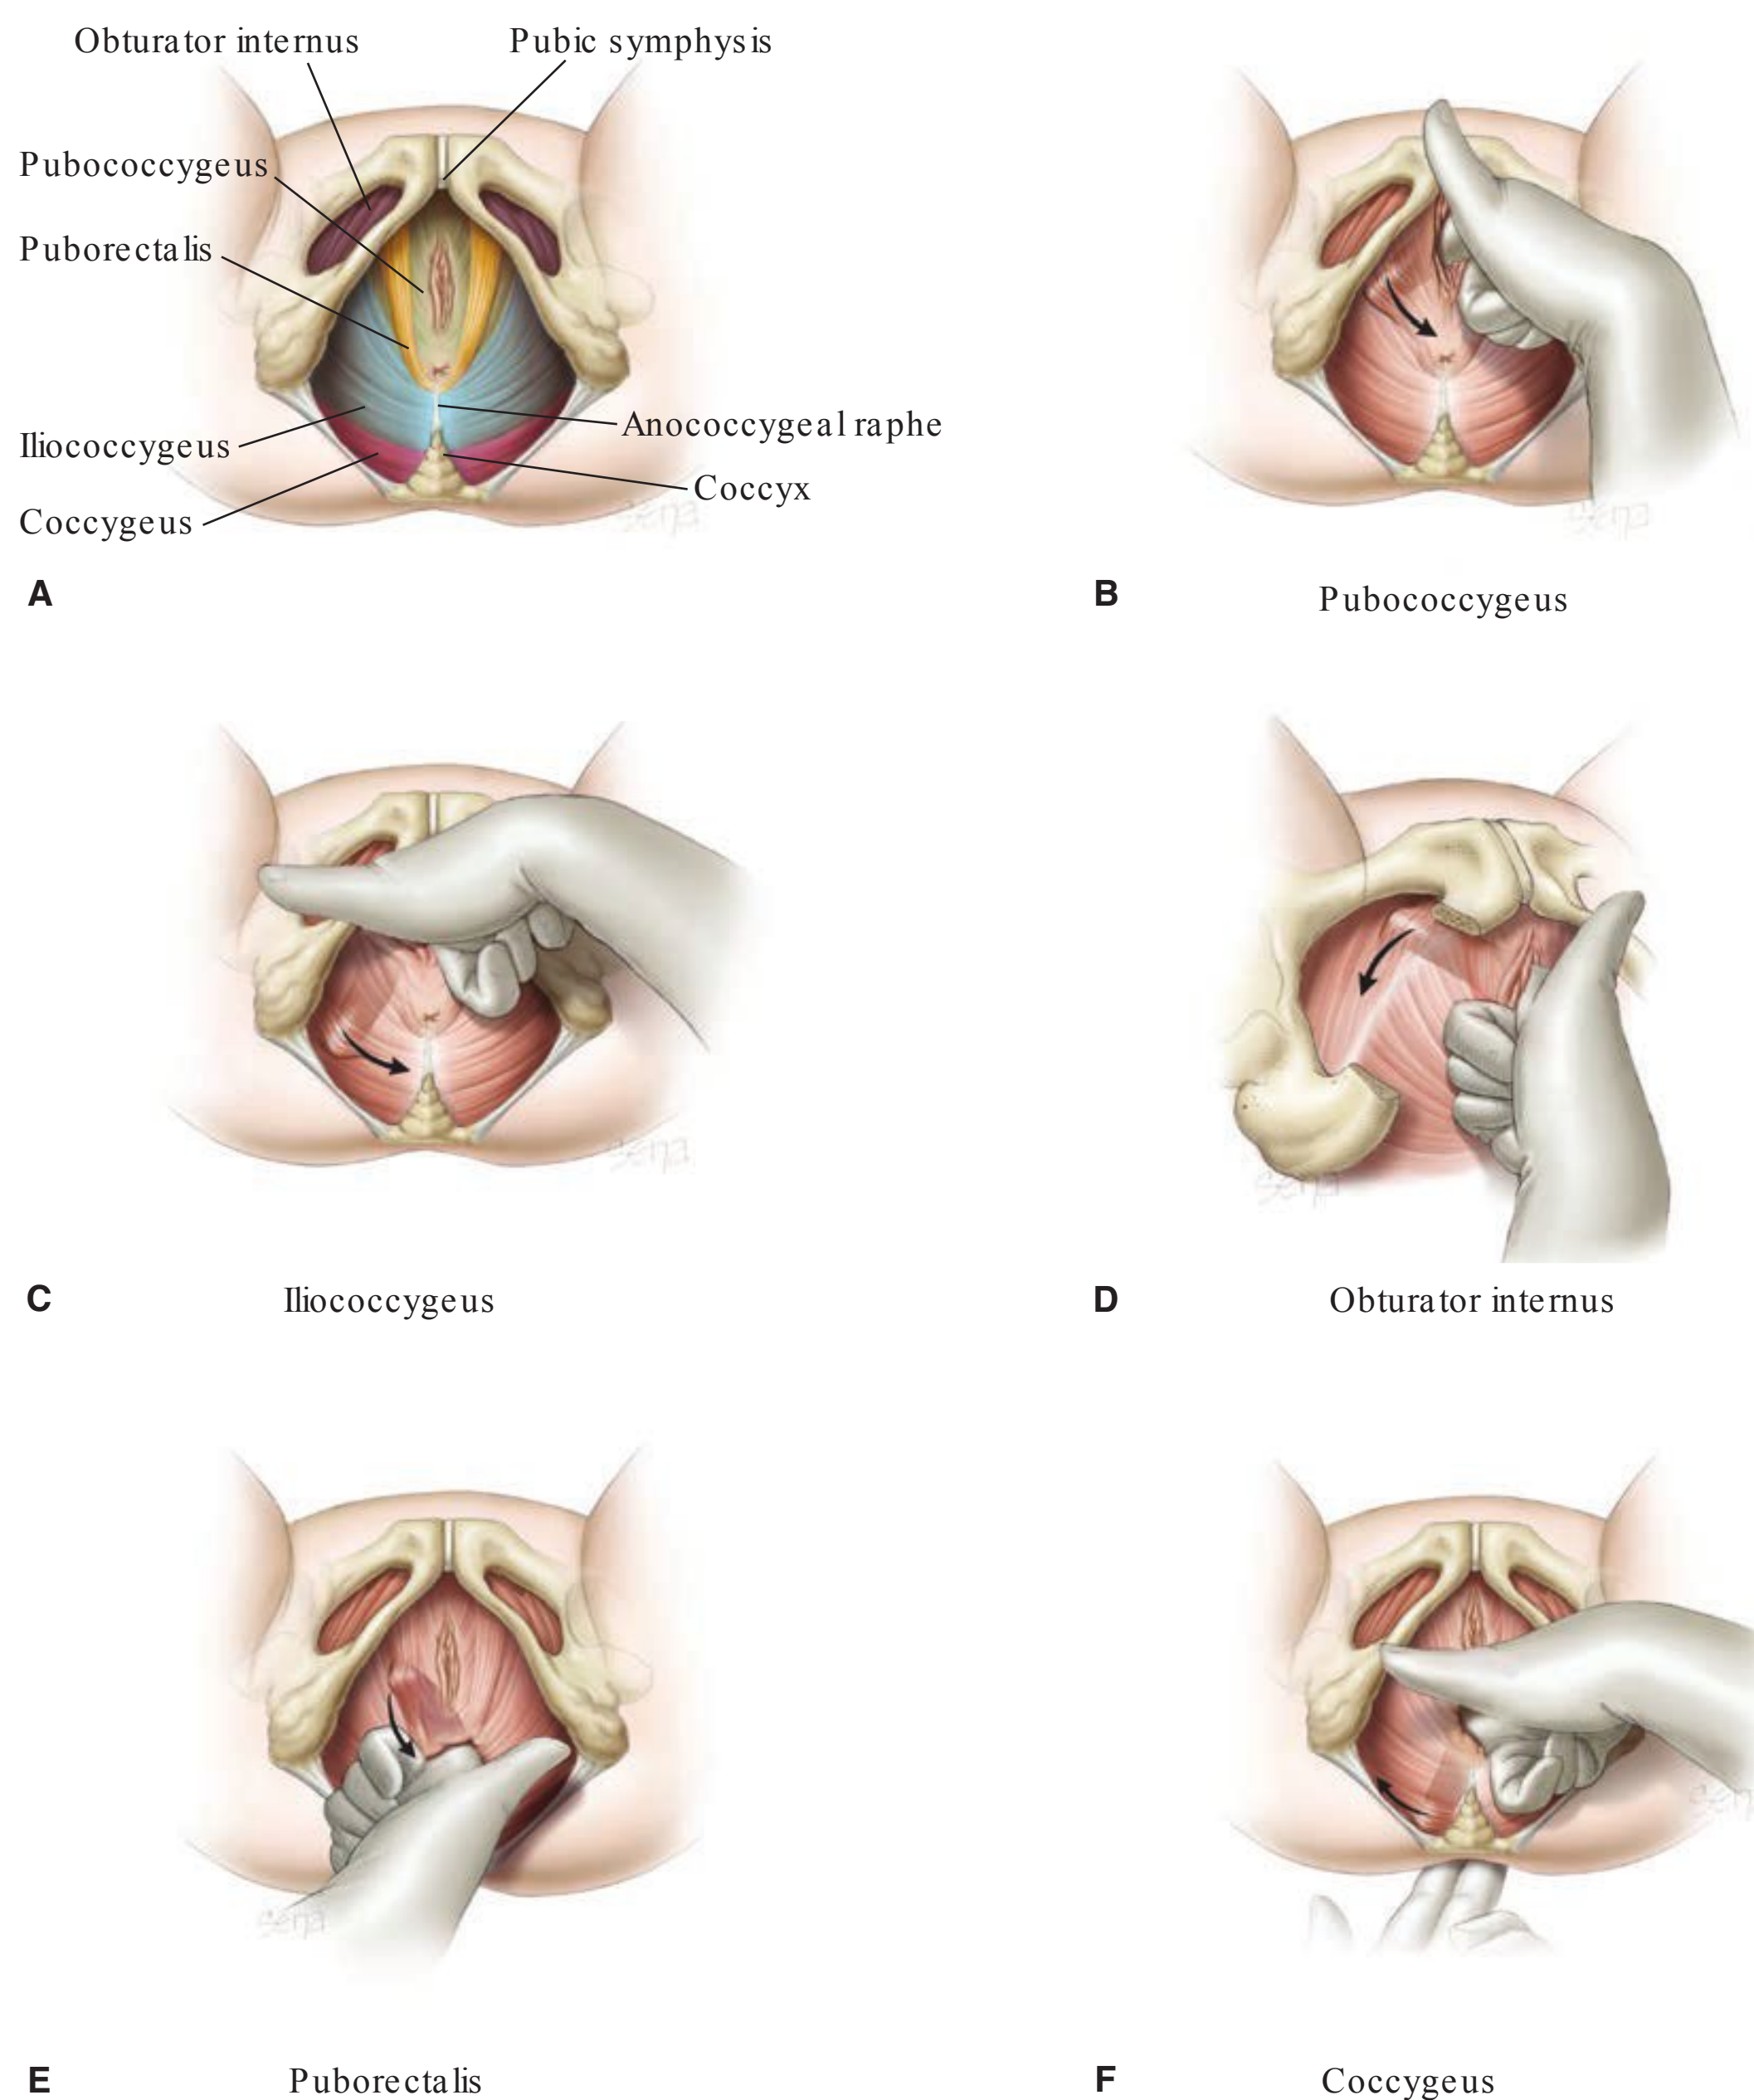 Obturator internus
Pubic symphysis
Pubococcygeus
Puborectalis
Iliococcygeus
Anococcygeal raphe
Coccyx
Coccygeus
A
B
Pubococcygeus
C
Iliococcygeus
D
Obturator internus
E
Puborectalis
F
Coccygeus